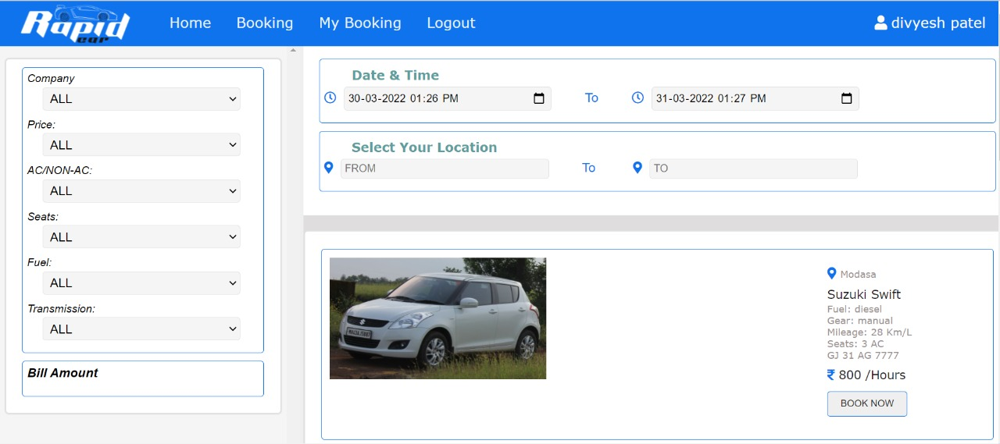 Rapid
car
Home Booking My Booking Logout divyesh patel
Company
ALL
Price:
ALL
AC/NON-AC:
ALL
Seats:
ALL
Fuel:
ALL
Transmission:
ALL
Bill Amount
Date & Time
30-03-2022 01:26 PM To 31-03-2022 01:27 PM
Select Your Location
FROM To TO
Modasa
Suzuki Swift
Fuel: diesel
Gear: manual
Mileage: 28 Km/L
Seats: 3 AC
GJ 31 AG 7777
₹ 800 /Hours
BOOK NOW